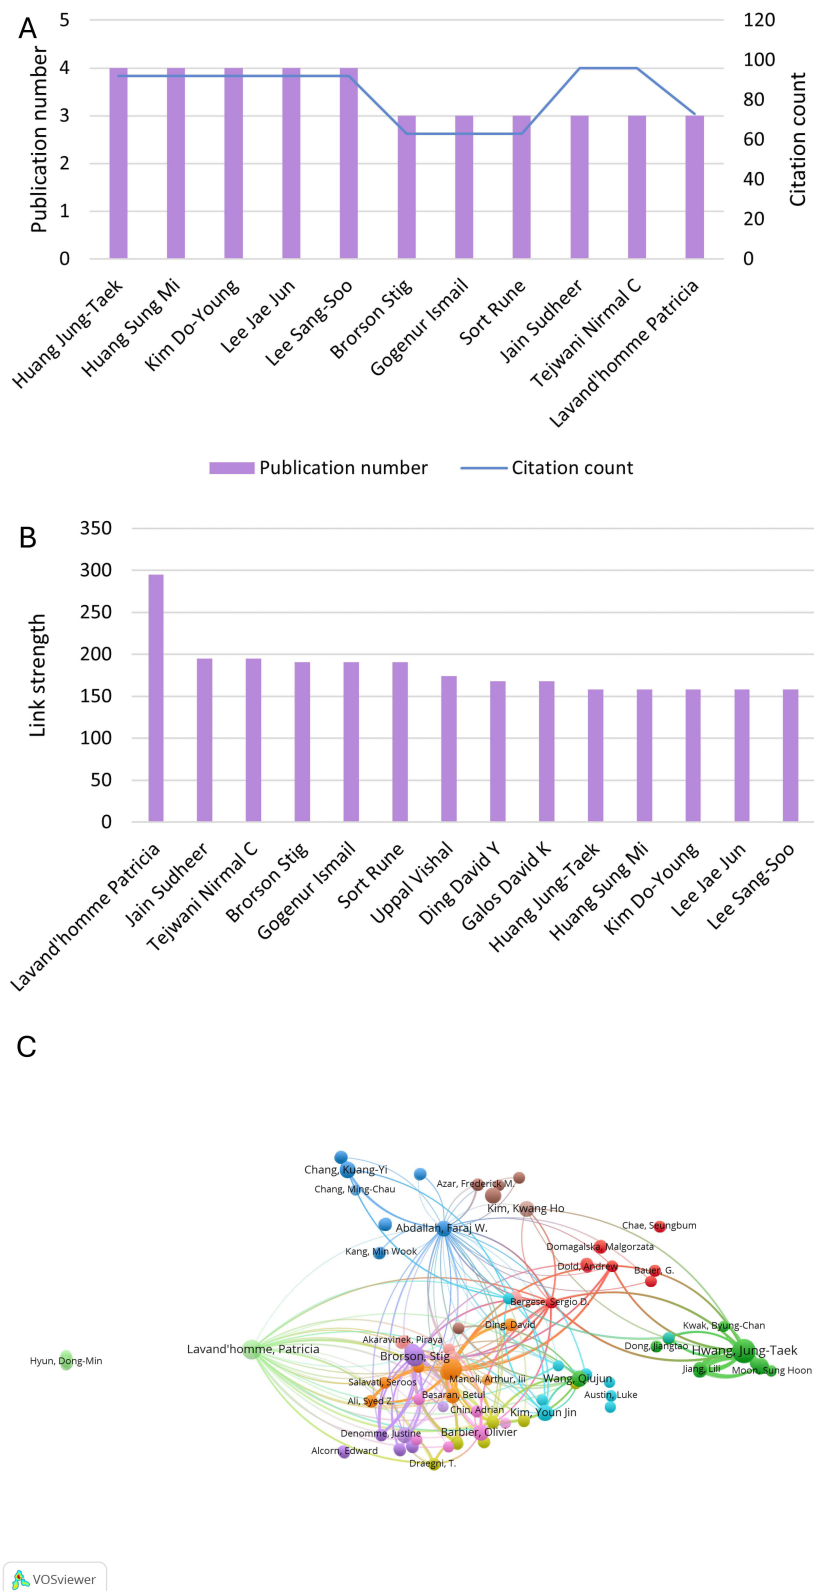 A
Publication number
5
4
3
2
1
0
120
100
80
60
40
20
0
Citation count
Huang Jung-Taek
Huang Sung Mi
Kim Do-Young
Lee Jae Jun
Lee Sang-Soo
Brorson Stig
Gogenur Ismail
Sort Rune
Jain Sudheer
Tejwani Nirmal C
Lavand'homme Patricia
Publication number
Citation count
B
Link strength
350
300
250
200
150
100
50
0
Lavand'homme Patricia
Jain Sudheer
Tejwani Nirmal C
Brorson Stig
Gogenur Ismail
Sort Rune
Uppal Vishal
Ding David Y
Galos David K
Huang Jung-Taek
Huang Sung Mi
Kim Do-Young
Lee Jae Jun
Lee Sang-Soo
C
Chang, Kuang-Yi
Chang, Ming-Chau
Azar, Frederick M.
Kim, Kwang Ho
Abdallah, Faraj W.
Chae, Seungbum
Kang, Min Wook
Domagalska, Malgorzata
Dold, Andrew
Bauer, G.
Bergese, Sergio D.
Ding, David
Kwak, Byung-Chan
Akaravinek, Piraya
Dong, Jiangtao
Lavand'homme, Patricia
Hwang, Jung-Taek
Brorson, Stig
Hyun, Dong-Min
Jiang, Lili
Moon, Sung Hoon
Salavati, Seroos
Manoli, Arthur, Iii
Wang, Qiujun
Basaran, Betul
Austin, Luke
Ali, Syed Z.
Chin, Adrian
Kim, Youn Jin
Denomme, Justine
Barbier, Olivier
Alcorn, Edward
Draegni, T.
VOSviewer